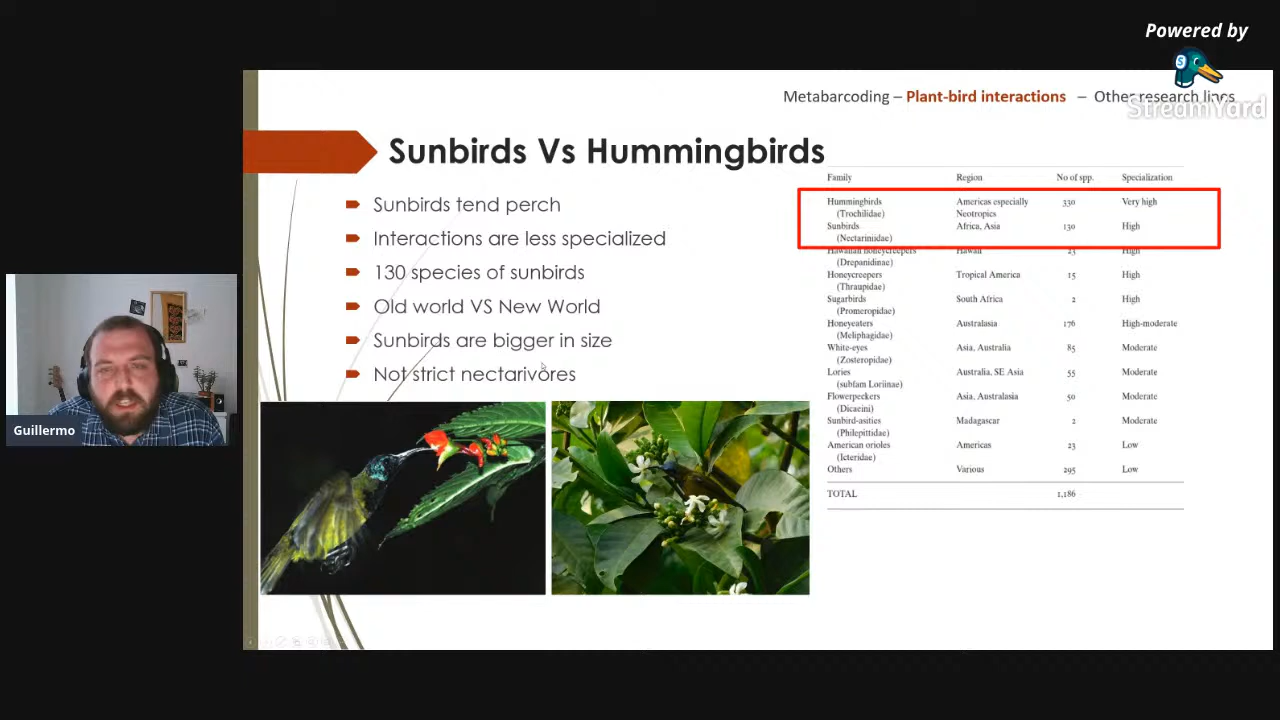 Powered by
StreamYard
Metabarcoding – Plant-bird interactions – Other research lines
Sunbirds Vs Hummingbirds
Sunbirds tend perch
Interactions are less specialized
130 species of sunbirds
Old world VS New World
Sunbirds are bigger in size
Not strict nectarivores
Family Region No of spp. Specialization
Hummingbirds Americas especially 330 Very high
(Trochilidae) Neotropics
Sunbirds Africa, Asia 130 High
(Nectariniidae)
Hawaiian honeycreepers Hawaii 23 High
(Drepanidinae)
Honeycreepers Tropical America 15 High
(Thraupidae)
Sugarbirds South Africa 2 High
(Promeropidae)
Honeyeaters Australasia 176 High-moderate
(Meliphagidae)
White-eyes Asia, Australia 85 Moderate
(Zosteropidae)
Lories Australia, SE Asia 55 Moderate
(subfam Loriinae)
Flowerpeckers Asia, Australasia 50 Moderate
(Dicaeini)
Sunbird-asities Madagascar 2 Moderate
(Philepittidae)
American orioles Americas 23 Low
(Icteridae)
Others Various 295 Low
TOTAL 1,186
Guillermo